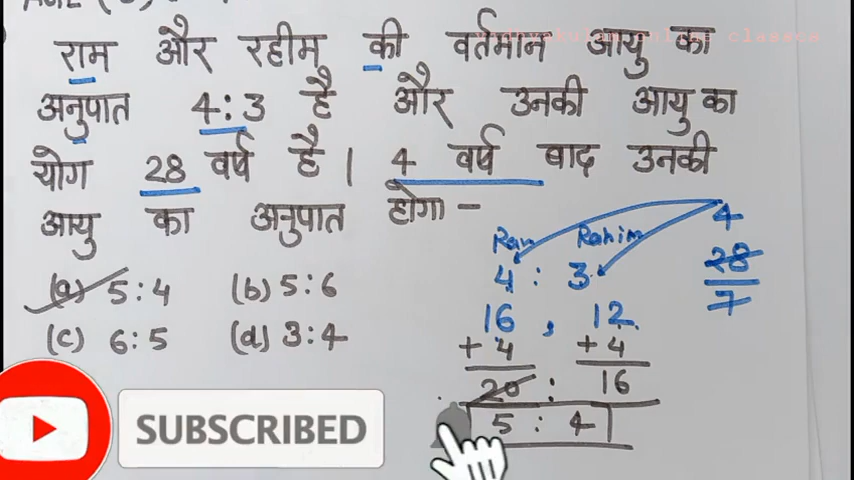 राम और रहीम की वर्तमान आयु का
अनुपात 4:3 है और उनकी आयु का
योग 28 वर्ष है | 4 वर्ष बाद उनकी
आयु का अनुपात होगा -
(a) 5:4 (b) 5:6
(c) 6:5 (d) 3:4
4
28
7
Ram Rahim
4 : 3
16 , 12
+4 +4
20 : 16
5 : 4
SUBSCRIBED